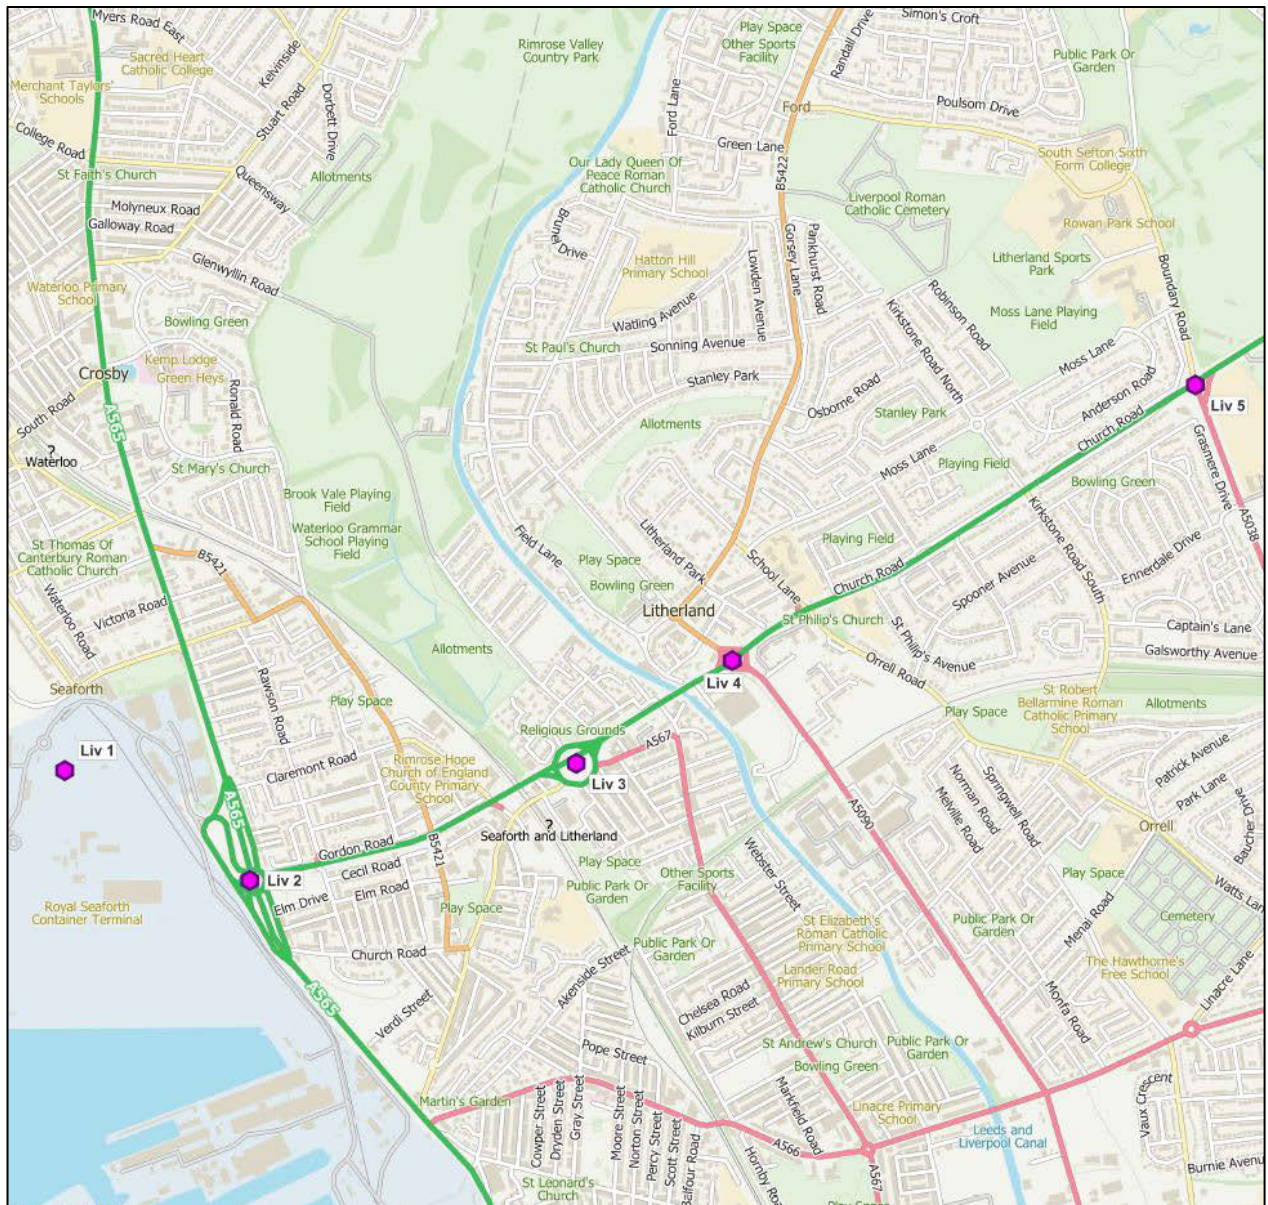 Myers Road East
Sacred Heart
Catholic College
Merchant Taylors'
Schools
Kelvinside
Stuart Road
Dorbett Drive
College Road
St Faith's Church
Queensway
Allotments
Molyneux Road
Galloway Road
Glenwyllin Road
Waterloo Primary
School
Bowling Green
Kemp Lodge
Green Heys
Crosby
Ronald Road
South Road
A565
?
Waterloo
St Mary's Church
Rimrose Valley
Country Park
Play Space
Other Sports
Facility
Randall Drive
Simon's Croft
Public Park Or
Garden
Ford Lane
Ford
Poulsom Drive
Green Lane
B5422
Our Lady Queen Of
Peace Roman
Catholic Church
South Sefton Sixth
Form College
Liverpool Roman
Catholic Cemetery
Rowan Park School
Brunel Drive
Gorsey Lane
Pankhurst Road
Hatton Hill
Primary School
Lowden Avenue
Litherland Sports
Park
Boundary Road
Robinson Road
Moss Lane Playing
Field
Watling Avenue
Kirkstone Road North
St Paul's Church
Sonning Avenue
Moss Lane
Stanley Park
Osborne Road
Anderson Road
Liv 5
Stanley Park
Church Road
Allotments
Grasmere Drive
Moss Lane
Playing Field
Bowling Green
Brook Vale Playing
Field
Waterloo Grammar
School Playing
Field
Kirkstone Road South
A5038
Field Lane
Litherland Park
Playing Field
Ennerdale Drive
St Thomas Of
Canterbury Roman
Catholic Church
B5421
Play Space
Bowling Green
School Lane
Church Road
Spooner Avenue
Waterloo Road
Victoria Road
Litherland
St Philip's Church
St Philip's Avenue
Captain's Lane
Galsworthy Avenue
Allotments
Orrell Road
Liv 4
Seaforth
Rawson Road
Play Space
St Robert
Bellarmine Roman
Catholic Primary
School
Allotments
Play Space
Religious Grounds
A567
Liv 1
Claremont Road
Rimrose Hope
Church of England
County Primary
School
Liv 3
Patrick Avenue
Park Lane
Springwell Road
Norman Road
Melville Road
A5090
Baucher Drive
A565
?
Seaforth and Litherland
Orrell
Gordon Road
B5421
Cecil Road
Liv 2
Elm Road
Elm Drive
Play Space
Public Park Or
Garden
Other Sports
Facility
Webster Street
Play Space
Menai Road
Royal Seaforth
Container Terminal
Play Space
St Elizabeth's
Roman Catholic
Primary School
Public Park Or
Garden
Cemetery
Church Road
Public Park Or
Garden
Akenside Street
Lander Road
Primary School
The Hawthorne's
Free School
Linacre Lane
A565
Verdi Street
Chelsea Road
Kilburn Street
Monfa Road
St Andrew's Church
Bowling Green
Public Park Or
Garden
Pope Street
Martin's Garden
Markfield Road
Linacre Primary
School
Vaux Crescent
Cowper Street
Dryden Street
Gray Street
Moore Street
Norton Street
Percy Street
Scott Street
Balfour Road
A566
Leeds and
Liverpool Canal
A567
St Leonard's
Church